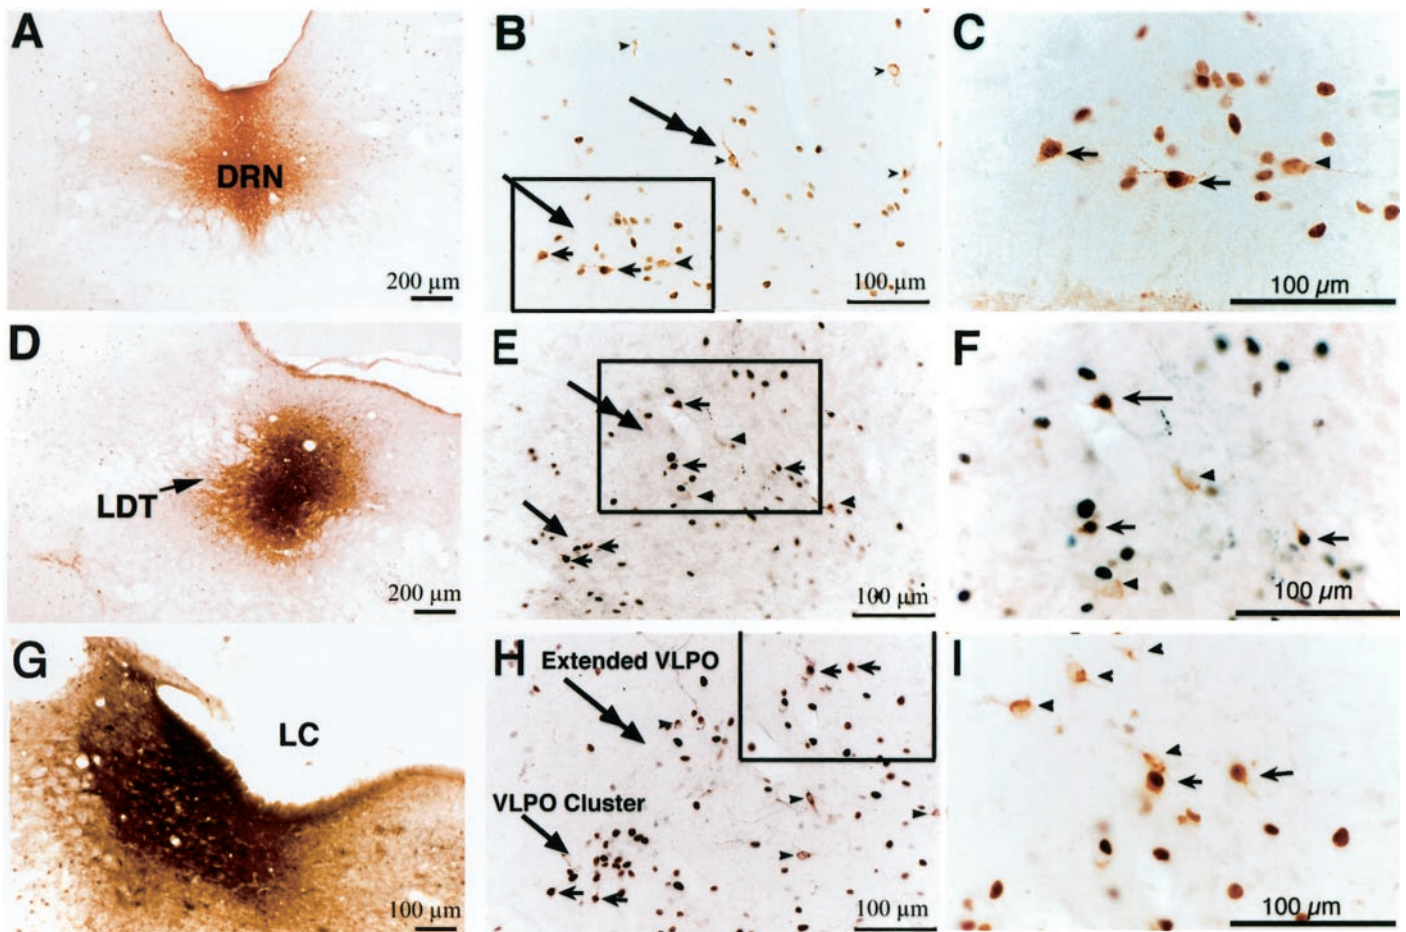 A
DRN
200 µm
B
100 µm
C
100 µm
D
LDT
200 µm
E
100 µm
F
100 µm
G
LC
100 µm
H
Extended VLPO
VLPO Cluster
100 µm
I
100 µm